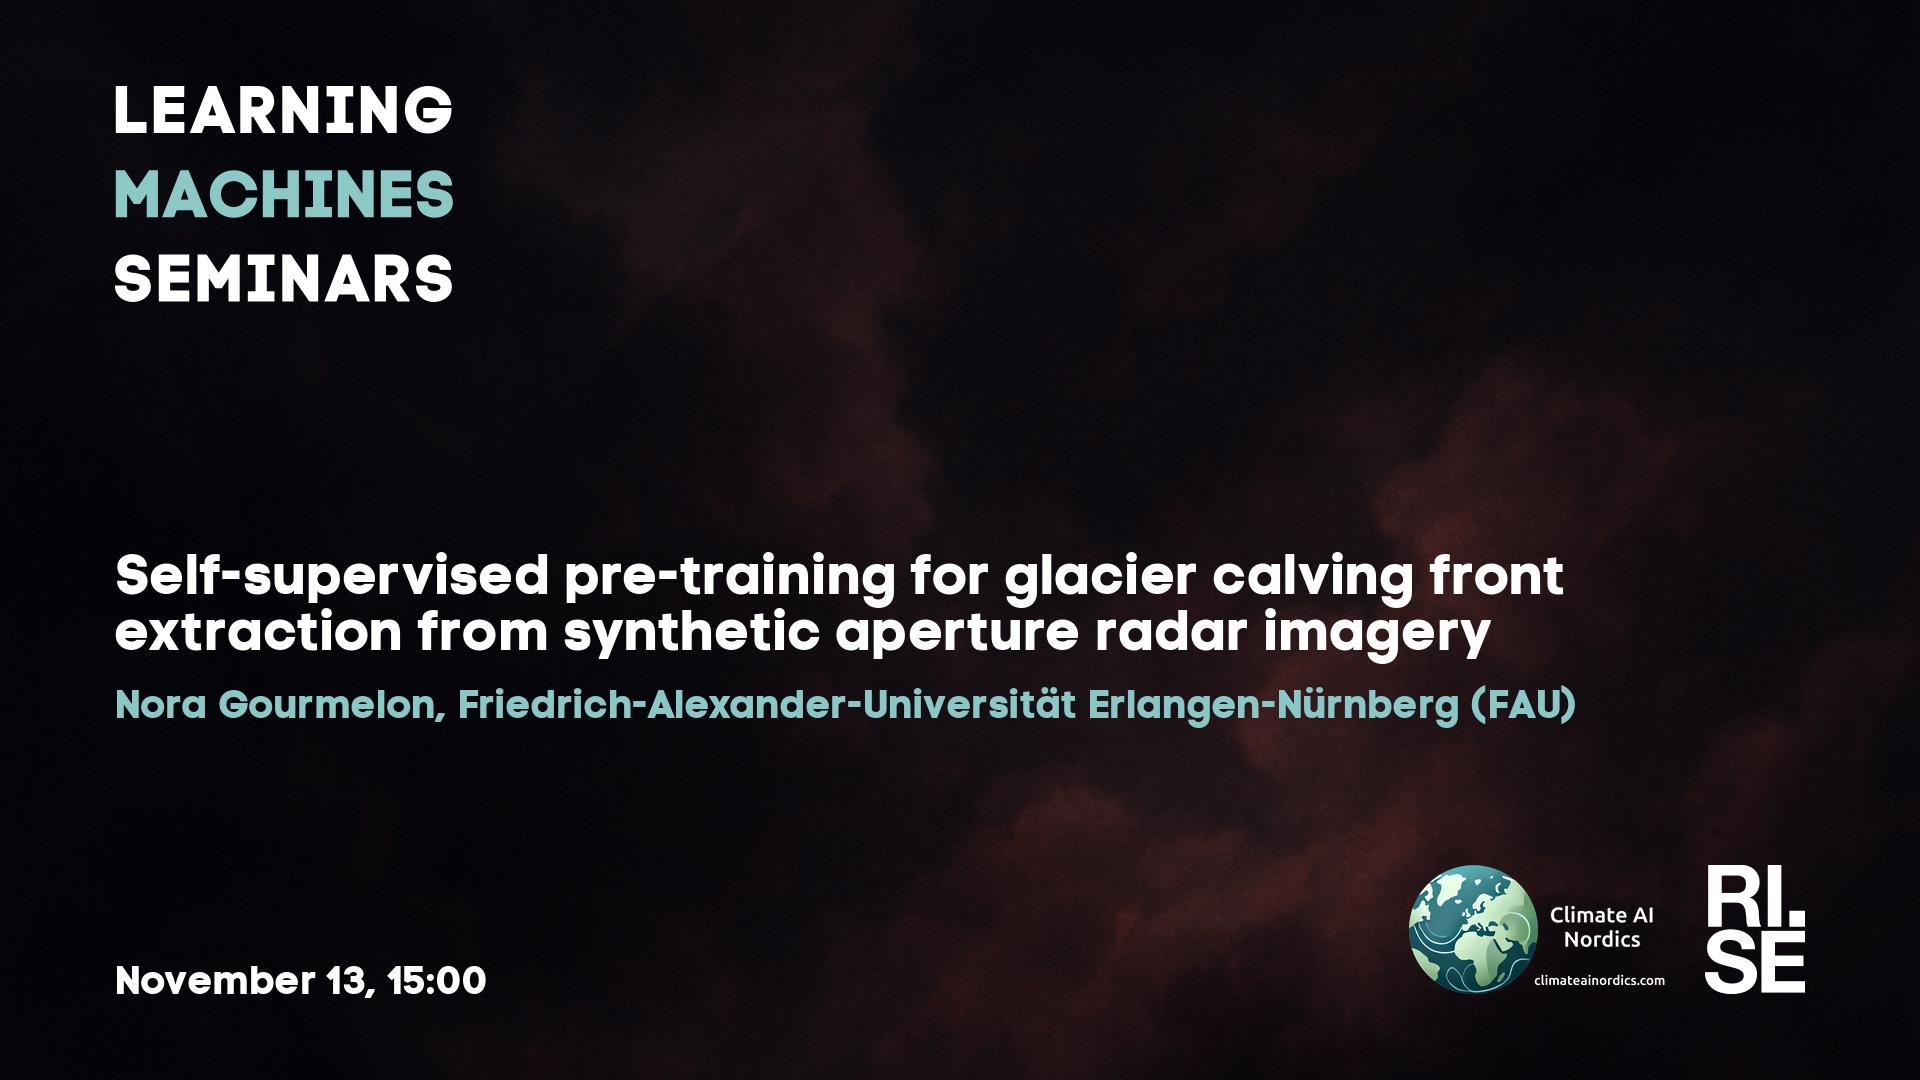 LEARNING
MACHINES
SEMINARS
Self-supervised pre-training for glacier calving front
extraction from synthetic aperture radar imagery
Nora Gourmelon, Friedrich-Alexander-Universität Erlangen-Nürnberg (FAU)
November 13, 15:00
Climate AI
Nordics
climateainordics.com
RI.
SE